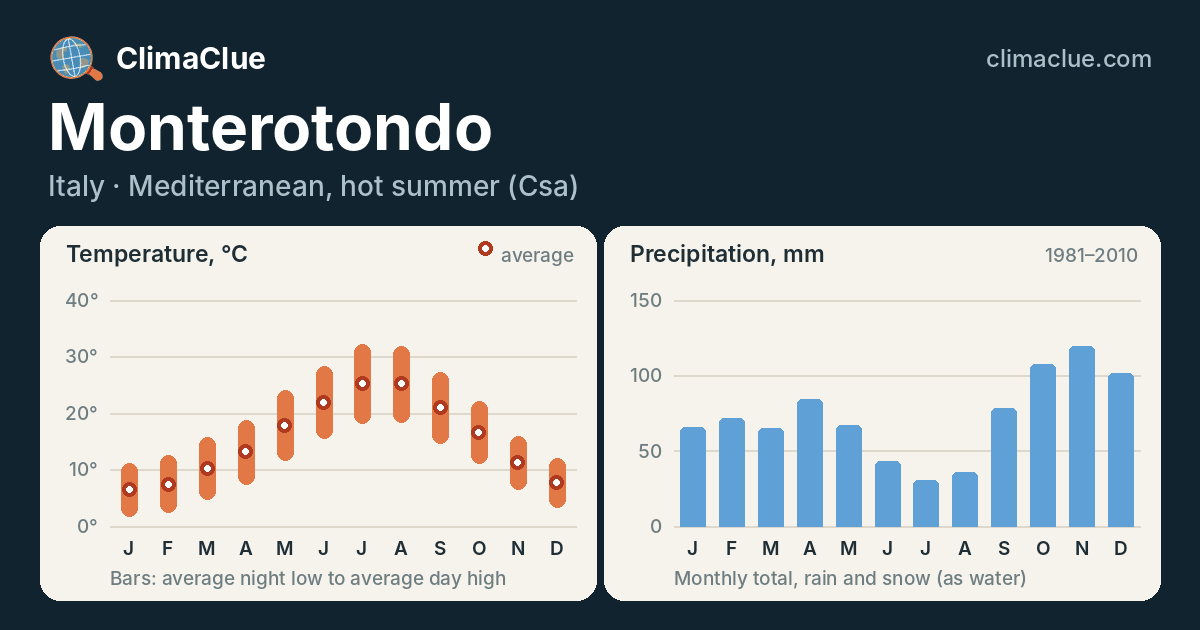 ClimaClue
climaclue.com
Monterotondo
Italy · Mediterranean, hot summer (Csa)
Temperature, °C
average
40°
30°
20°
10°
0°
J F M A M J J A S O N D
Bars: average night low to average day high
Precipitation, mm
1981–2010
150
100
50
0
J F M A M J J A S O N D
Monthly total, rain and snow (as water)